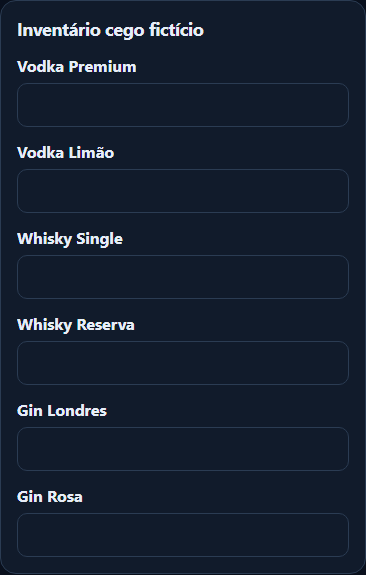 Inventário cego fictício
Vodka Premium
Vodka Limão
Whisky Single
Whisky Reserva
Gin Londres
Gin Rosa